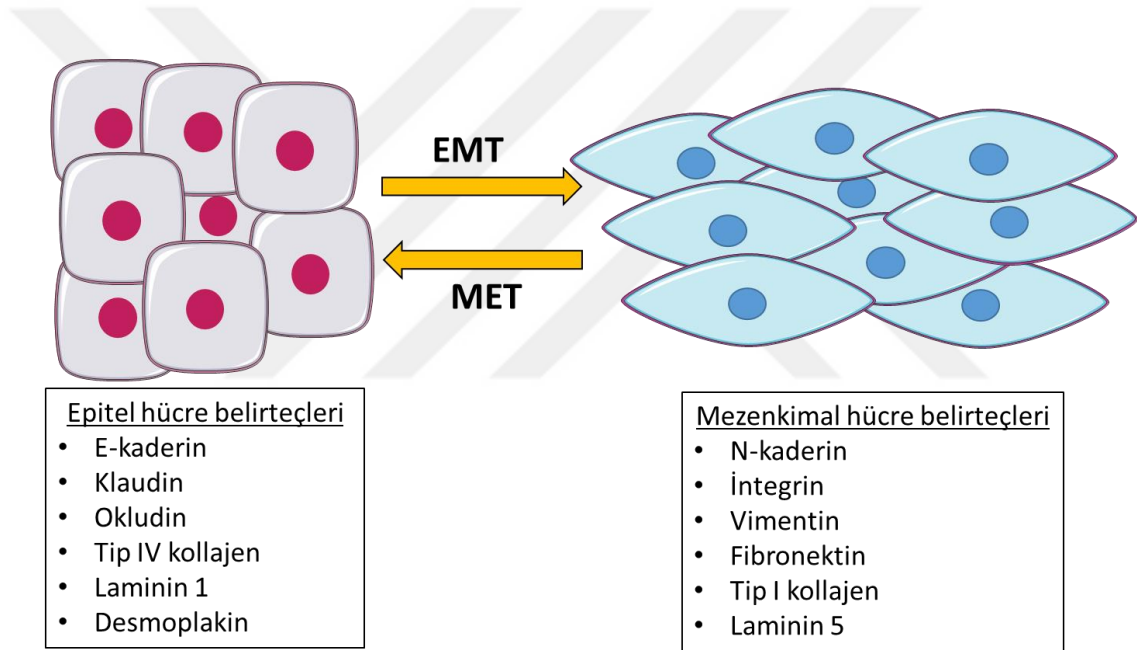 EMT
MET
Epitel hücre belirteçleri
• E-kaderin
• Klaudin
• Okludin
• Tip IV kollajen
• Laminin 1
• Desmoplakin
Mezenkimal hücre belirteçleri
• N-kaderin
• İntegrin
• Vimentin
• Fibronektin
• Tip I kollajen
• Laminin 5